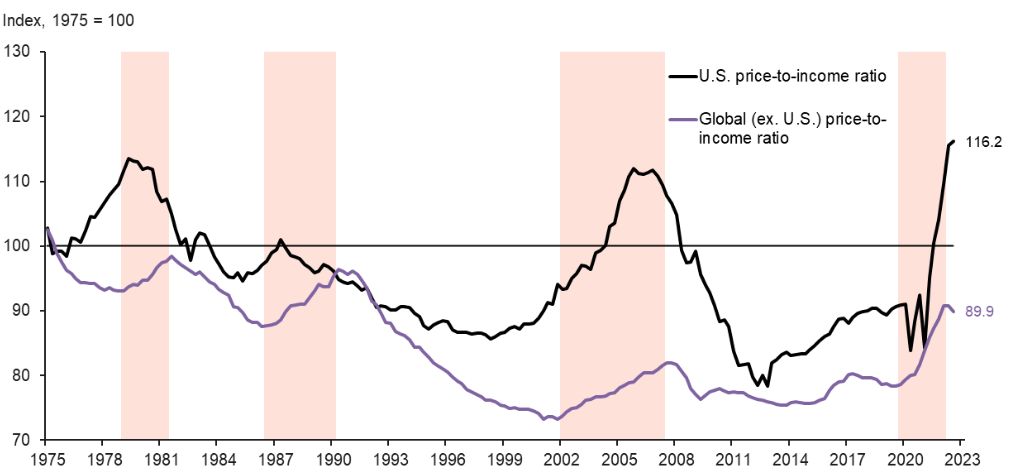 Index, 1975 = 100
130
120
110
100
90
80
70
U.S. price-to-income ratio
Global (ex. U.S.) price-to-
income ratio
116.2
89.9
1975 1978 1981 1984 1987 1990 1993 1996 1999 2002 2005 2008 2011 2014 2017 2020 2023